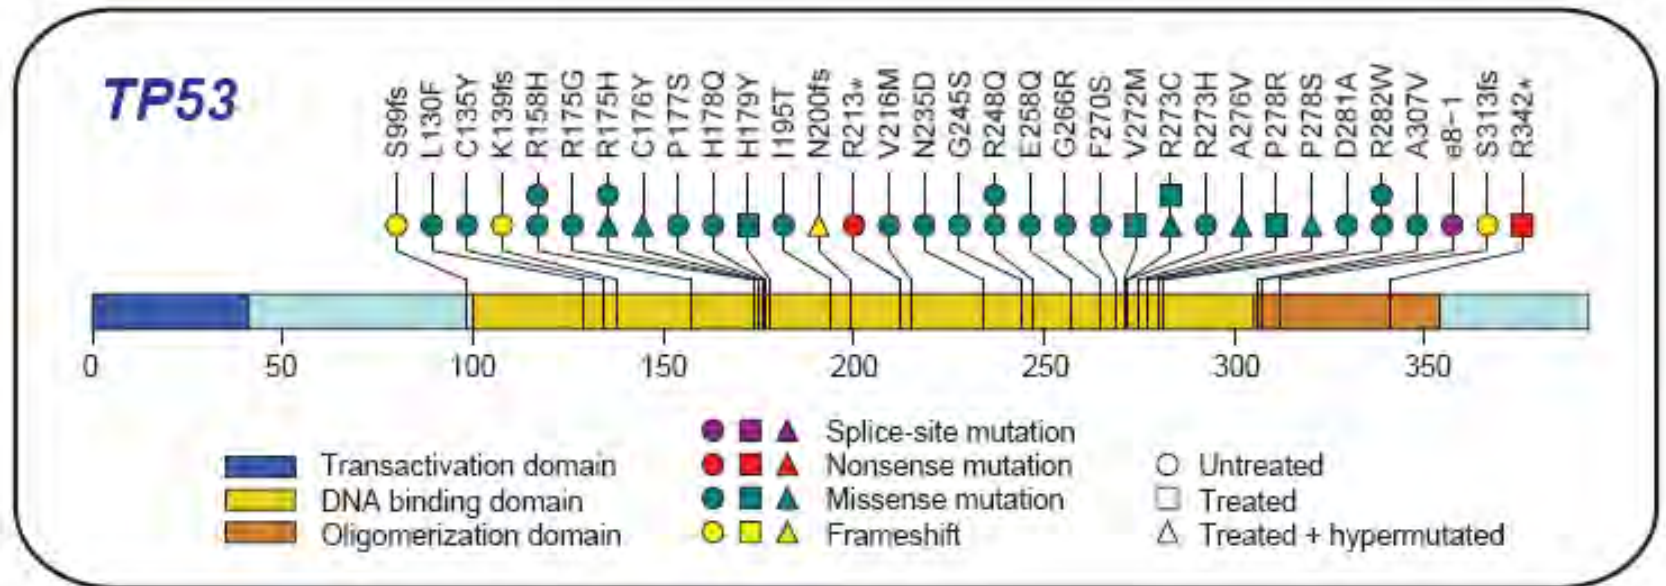 TP53
S99fs
L130F
C135Y
K139fs
R158H
R175G
R175H
C176Y
P177S
H178Q
H179Y
I195T
N200fs
R213*
V216M
N235D
G245S
R248Q
E258Q
G266R
F270S
V272M
R273C
R273H
A276V
P278R
P278S
D281A
R282W
A307V
e8-1
S313fs
R342*
0 50 100 150 200 250 300 350
Transactivation domain
DNA binding domain
Oligomerization domain
Splice-site mutation
Nonsense mutation
Missense mutation
Frameshift
Untreated
Treated
Treated + hypermutated